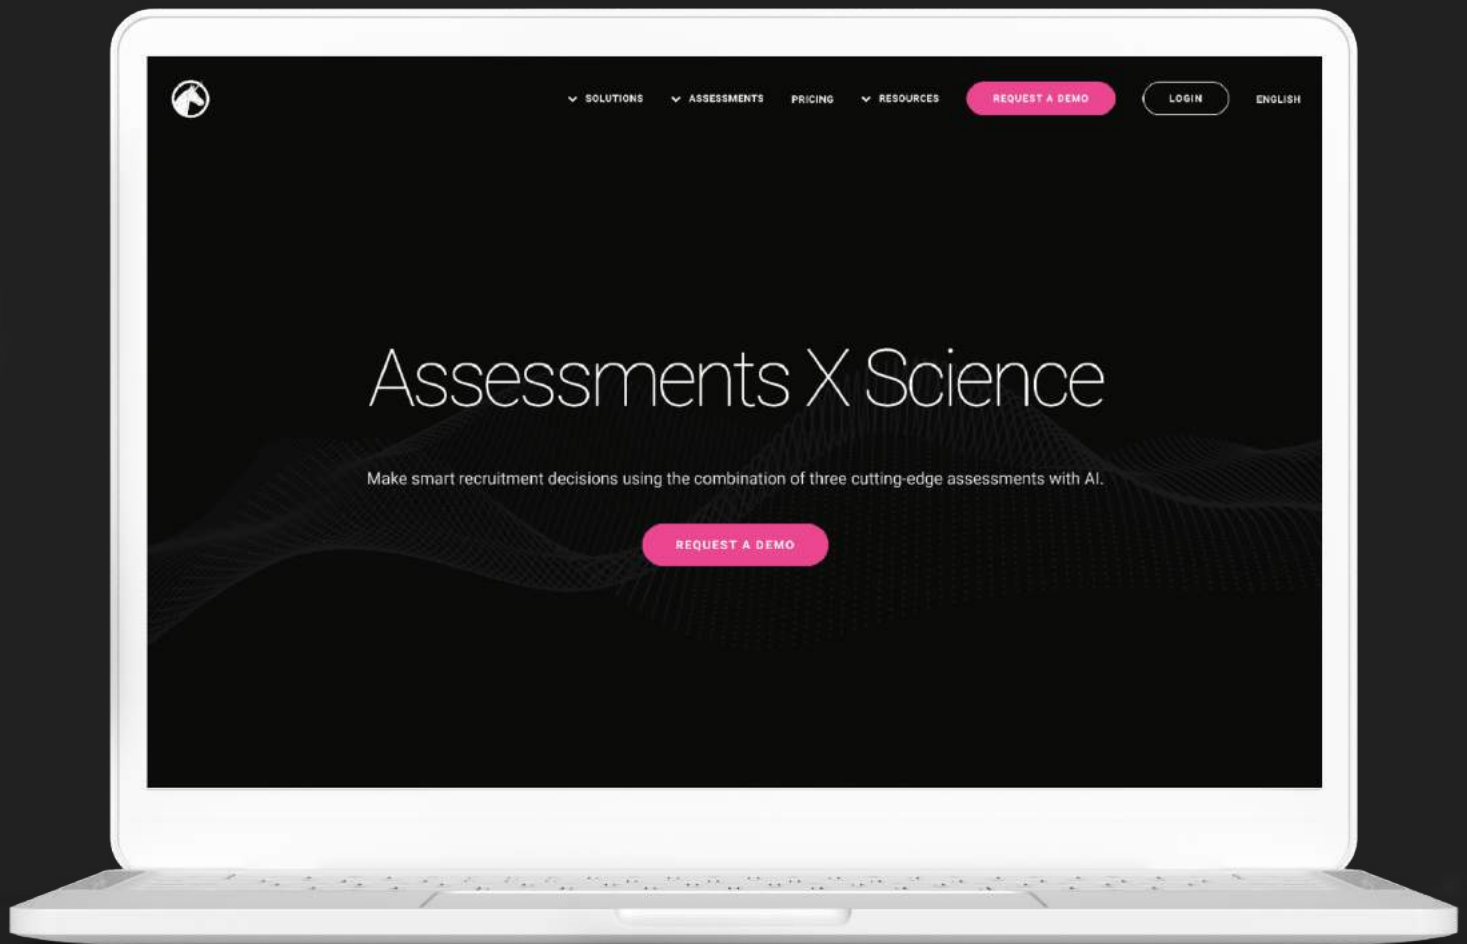 SOLUTIONS
ASSESSMENTS
PRICING
RESOURCES
REQUEST A DEMO
LOGIN
ENGLISH
Assessments X Science
Make smart recruitment decisions using the combination of three cutting-edge assessments with AI.
REQUEST A DEMO